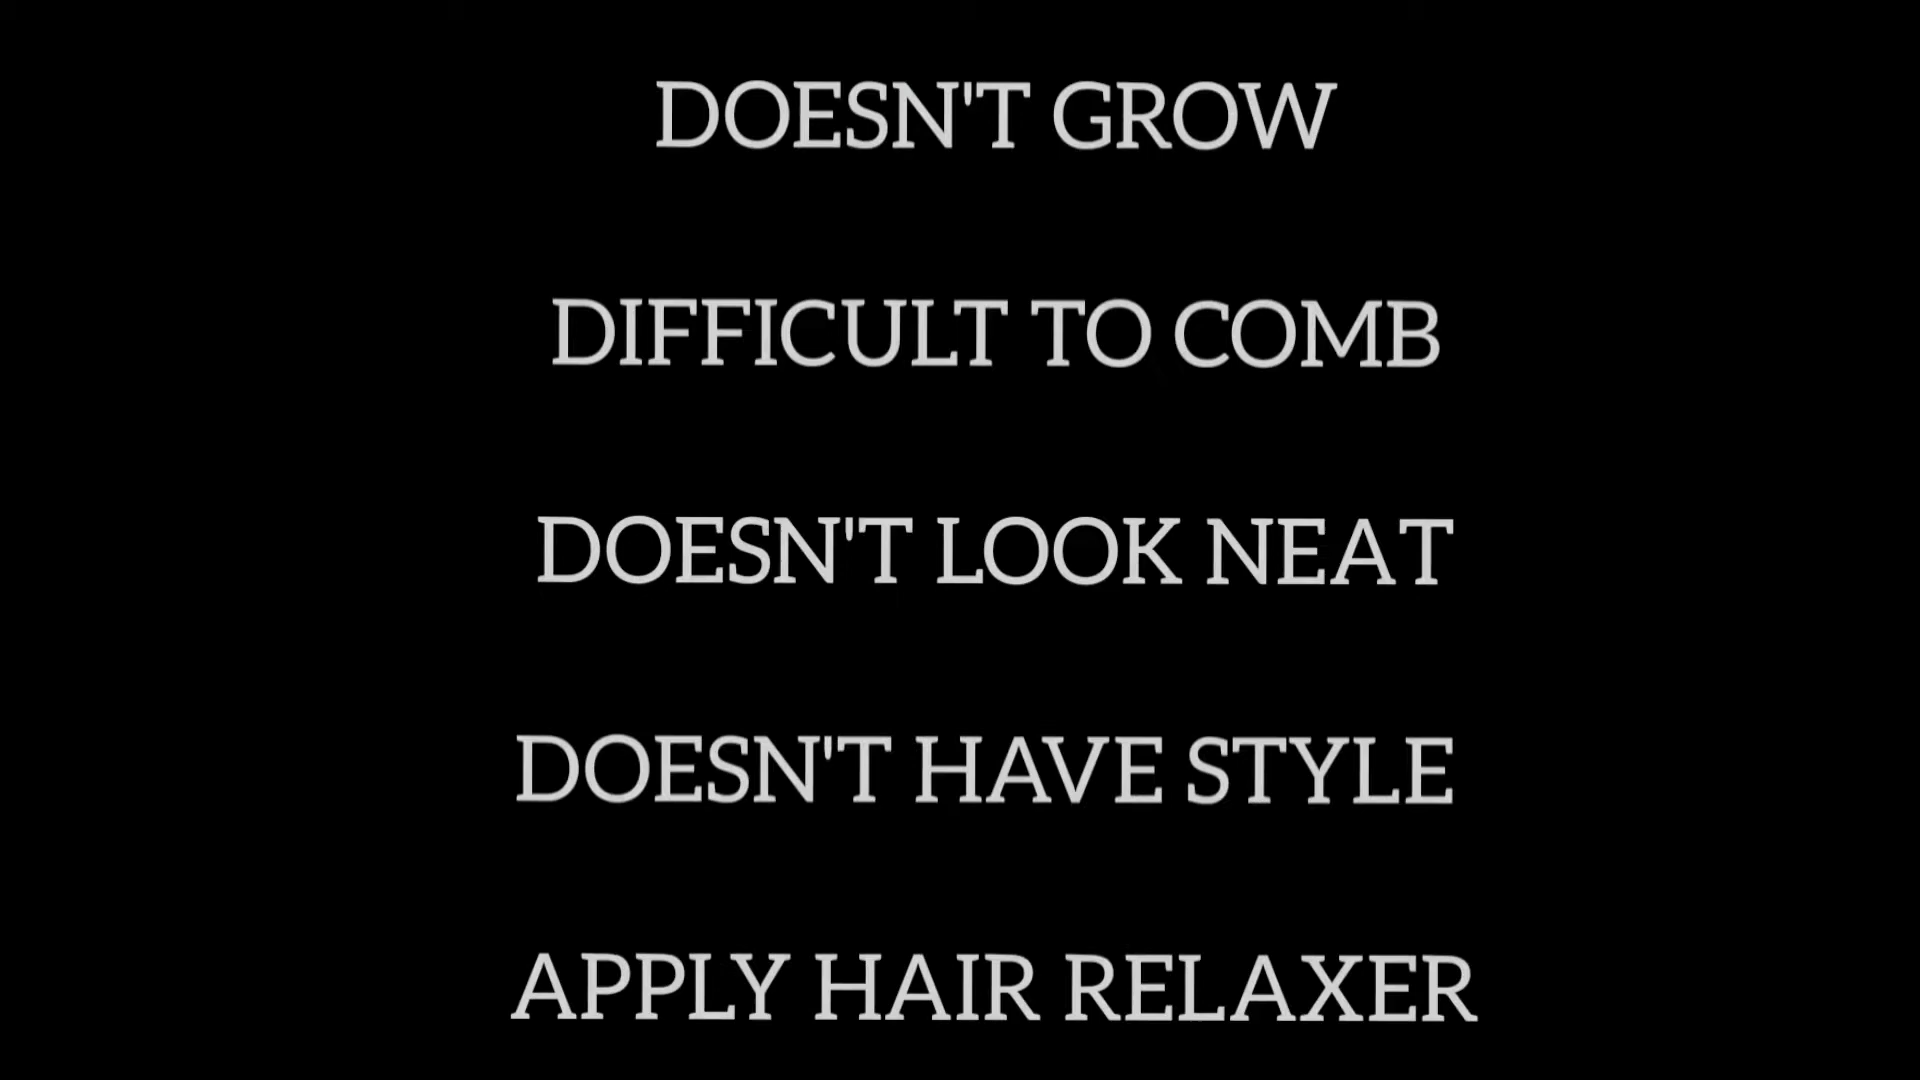 DOESN'T GROW
DIFFICULT TO COMB
DOESN'T LOOK NEAT
DOESN'T HAVE STYLE
APPLY HAIR RELAXER